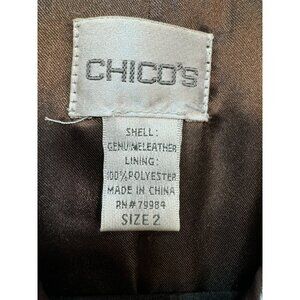 CHICO'S
SHELL:
GENUINE LEATHER
LINING:
100% POLYESTER
MADE IN CHINA
RN# 79984
SIZE 2